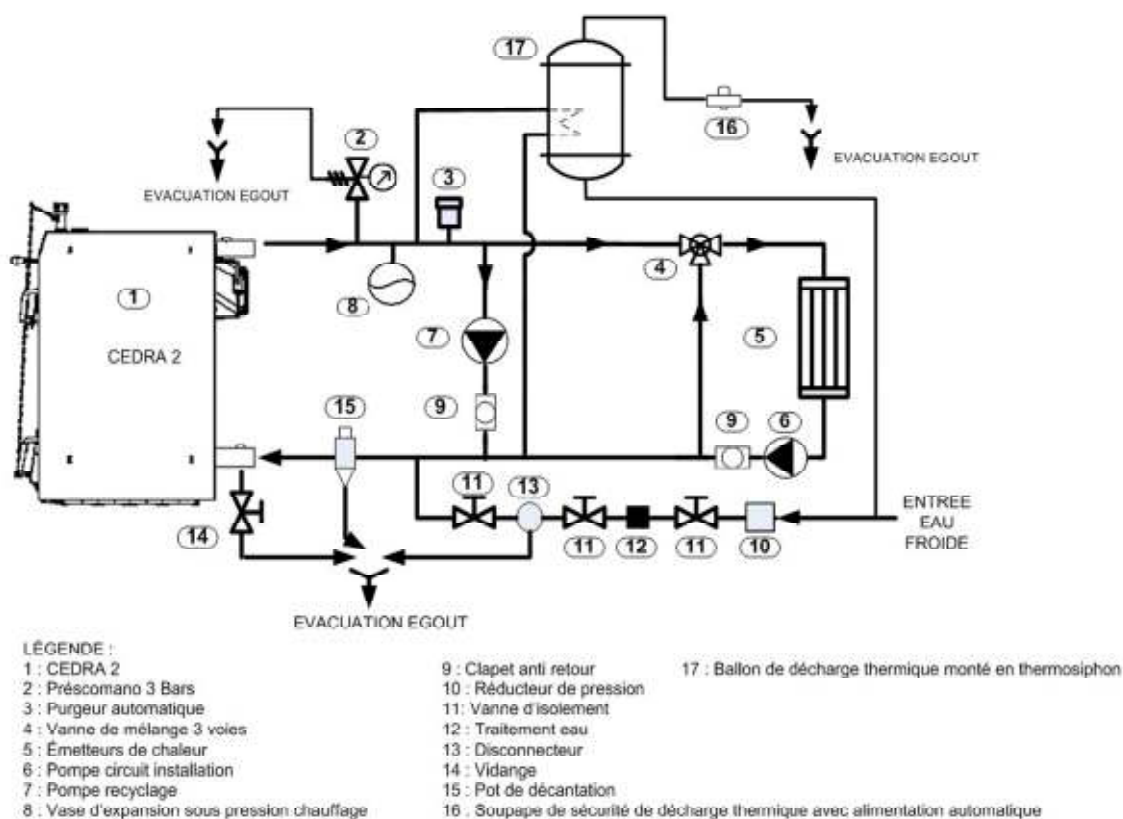 17
2
16
EVACUATION EGOUT
3
EVACUATION EGOUT
4
1
8
7
5
CEDRA 2
15
9
9
6
11
13
ENTREE
EAU
FROIDE
14
11
12
11
10
EVACUATION EGOUT
LÉGENDE :
1 : CEDRA 2
2 : Préscomano 3 Bars
3 : Purgeur automatique
4 : Vanne de mélange 3 voies
5 : Émetteurs de chaleur
6 : Pompe circuit installation
7 : Pompe recyclage
8 : Vase d'expansion sous pression chauffage
9 : Clapet anti retour
10 : Réducteur de pression
11: Vanne d'isolement
12 : Traitement eau
13 : Disconnecteur
14 : Vidange
15 : Pot de décantation
16 : Soupape de sécurité de décharge thermique avec alimentation automatique
17 : Ballon de décharge thermique monté en thermosiphon